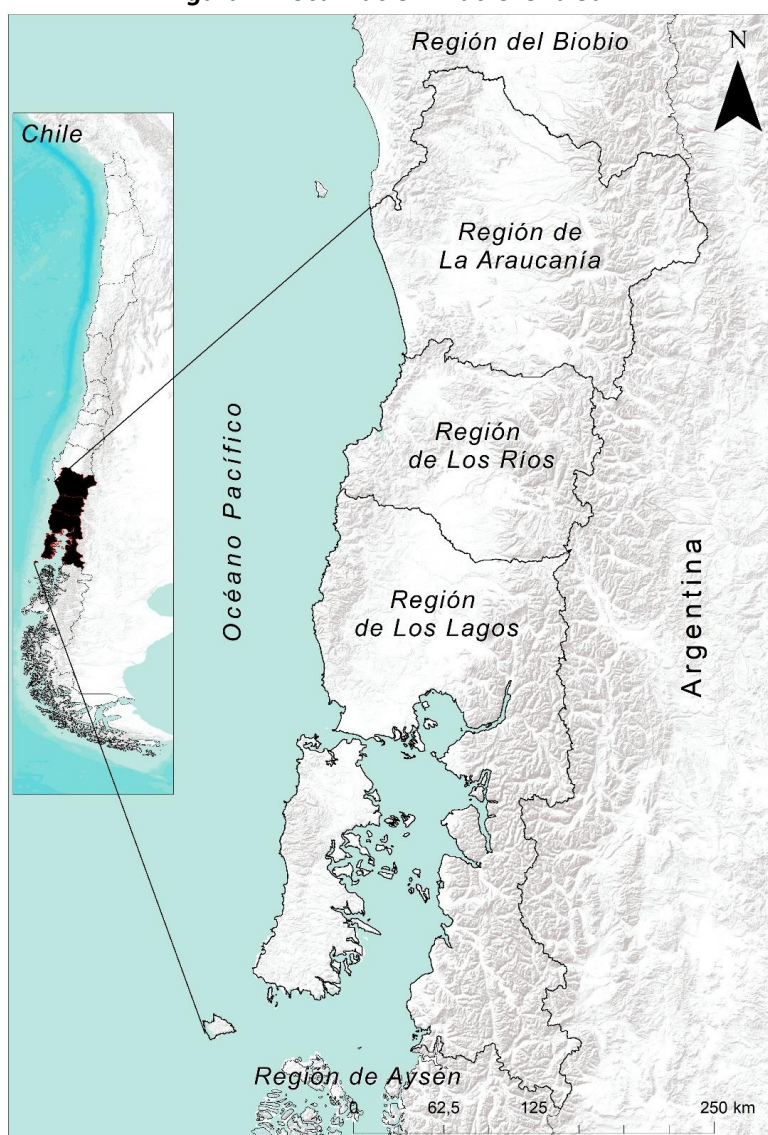 Región del Biobio
N
Chile
Región de
La Araucanía
Océano Pacífico
Región
de Los Ríos
Región
de Los Lagos
Argentina
Región de Aysén
0 62,5 125 250 km